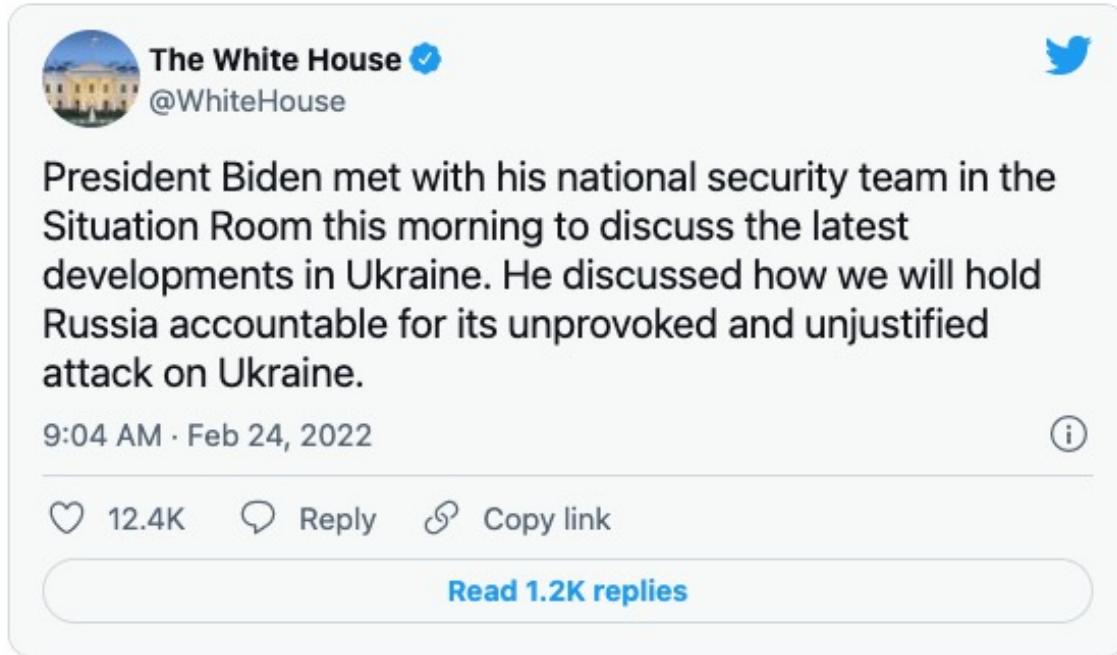 The White House
@WhiteHouse
President Biden met with his national security team in the
Situation Room this morning to discuss the latest
developments in Ukraine. He discussed how we will hold
Russia accountable for its unprovoked and unjustified
attack on Ukraine.
9:04 AM · Feb 24, 2022
12.4K Reply Copy link
Read 1.2K replies